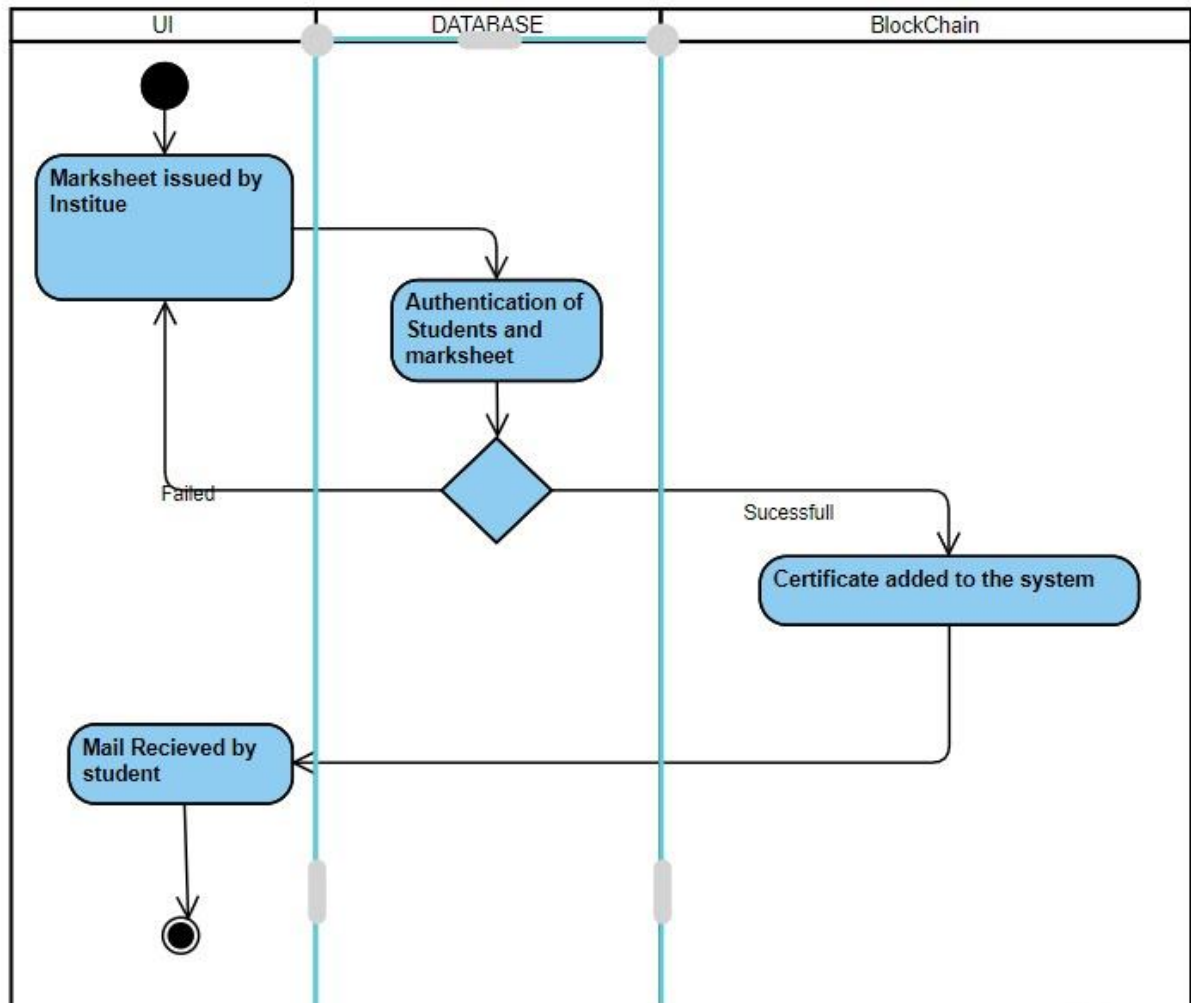 UI
DATABASE
BlockChain
Marksheet issued by
Institue
Authentication of
Students and
marksheet
Failed
Sucessfull
Certificate added to the system
Mail Recieved by
student